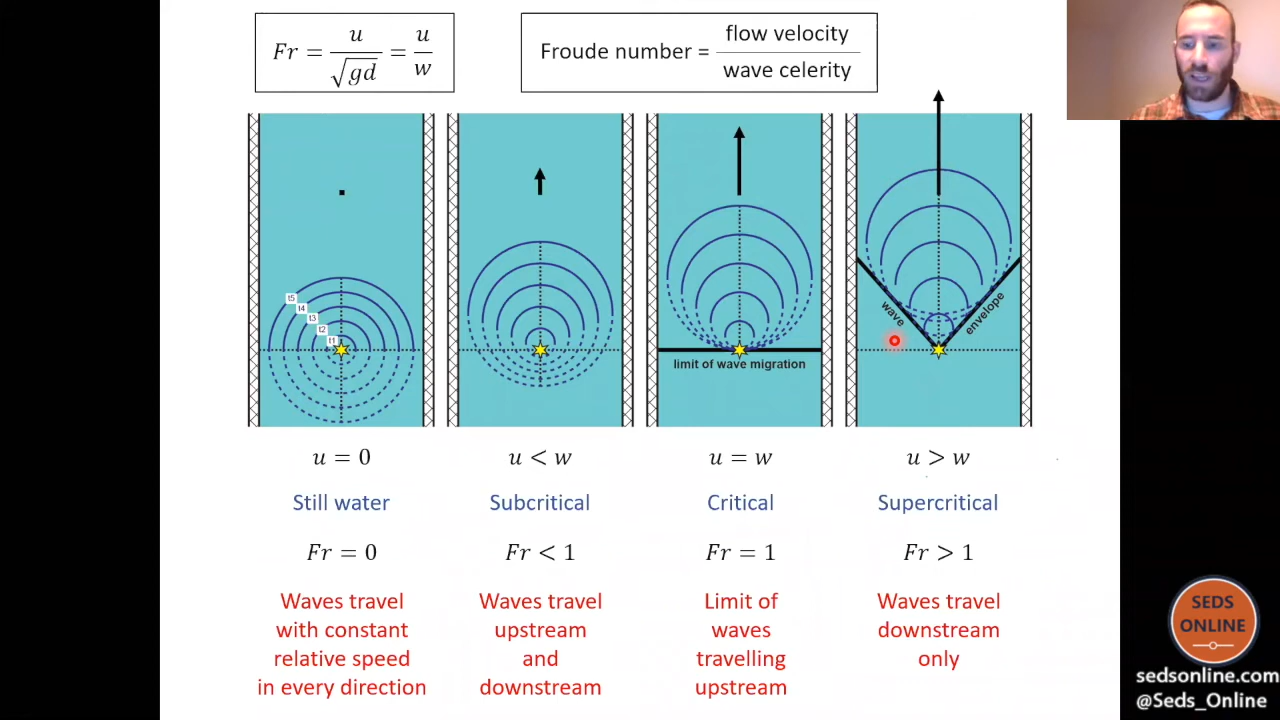 Fr = u / √gd = u / w
Froude number = flow velocity / wave celerity
t5
t4
t3
t2
t1
limit of wave migration
wave
envelope
u = 0
u < w
u = w
u > w
Still water
Subcritical
Critical
Supercritical
Fr = 0
Fr < 1
Fr = 1
Fr > 1
Waves travel
with constant
relative speed
in every direction
Waves travel
upstream
and
downstream
Limit of
waves
travelling
upstream
Waves travel
downstream
only
SEDS
ONLINE
sedsonline.com
@Seds_Online